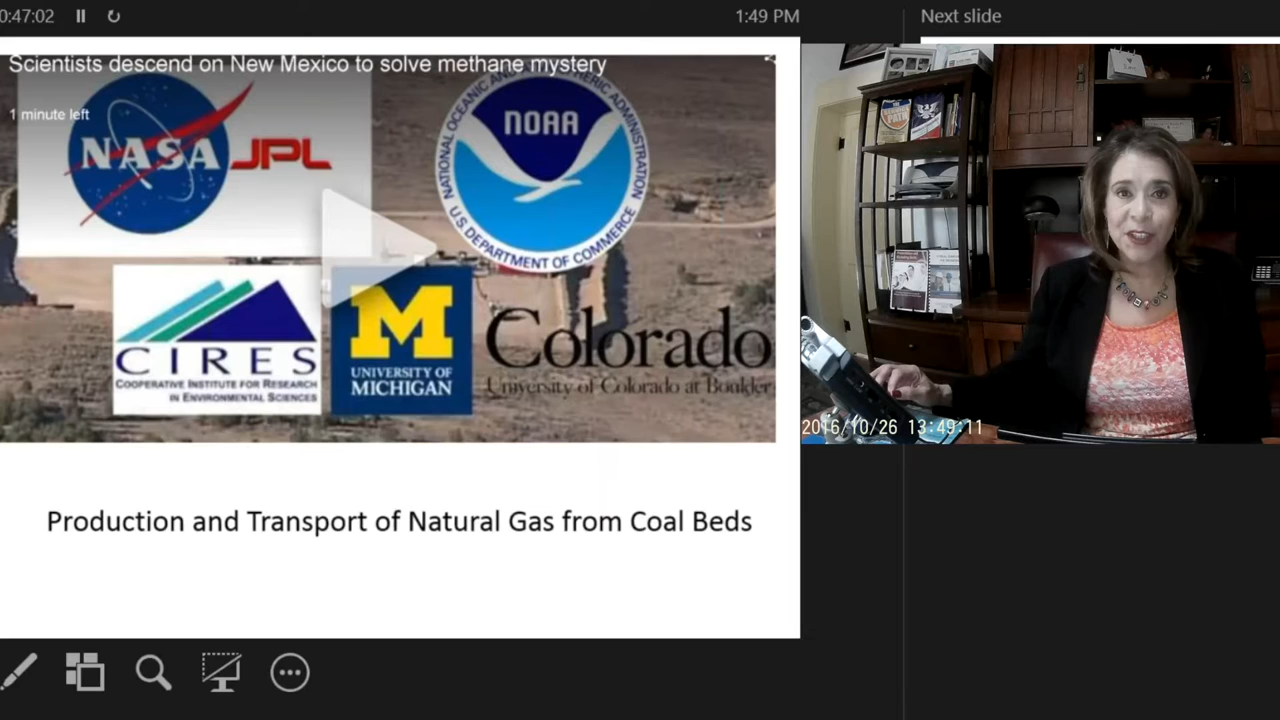 0:47:02
1:49 PM
Next slide
Scientists descend on New Mexico to solve methane mystery
1 minute left
NASA JPL
NOAA
NATIONAL OCEANIC AND ATMOSPHERIC ADMINISTRATION
U.S. DEPARTMENT OF COMMERCE
CIRES
COOPERATIVE INSTITUTE FOR RESEARCH
IN ENVIRONMENTAL SCIENCES
M
UNIVERSITY OF
MICHIGAN
Colorado
University of Colorado at Boulder
2016/10/26 13:49:11
Production and Transport of Natural Gas from Coal Beds